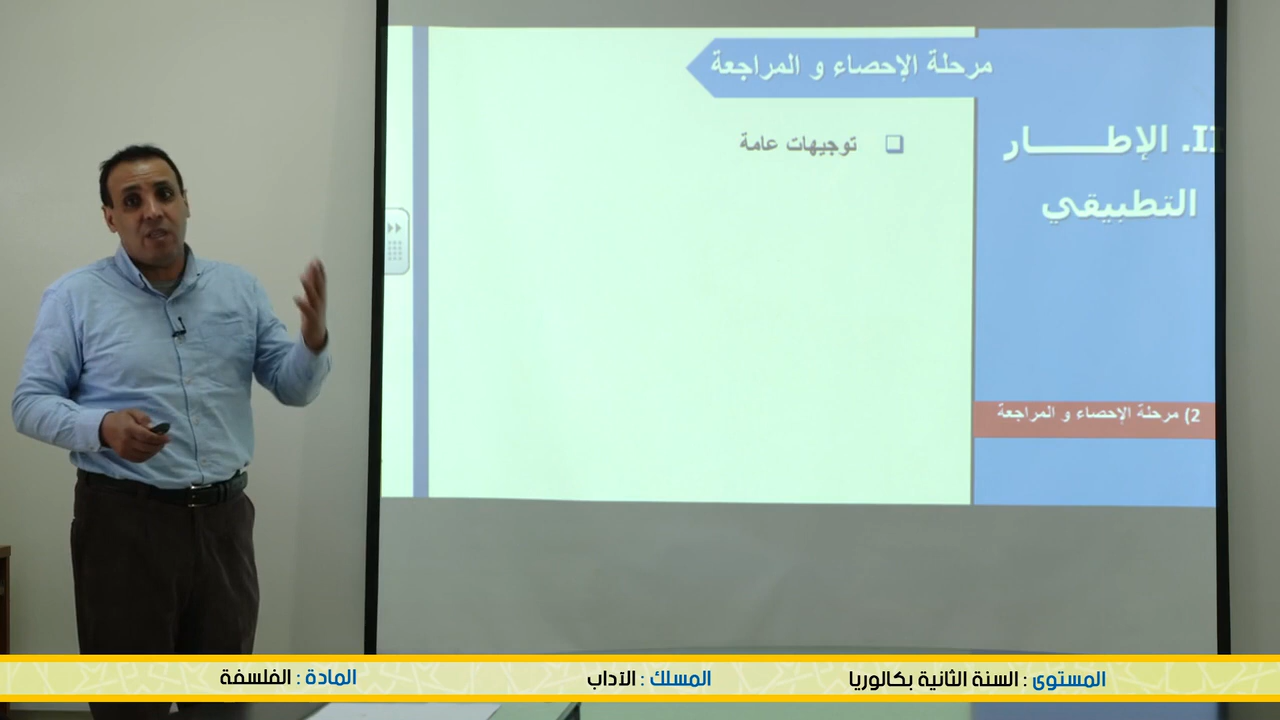 مرحلة الإحصاء و المراجعة
❑ توجيهات عامة
II. الإطـــــــار
التطبيقي
2) مرحلة الإحصاء و المراجعة
المستوى : السنة الثانية بكالوريا
المسلك : الآداب
المادة : الفلسفة